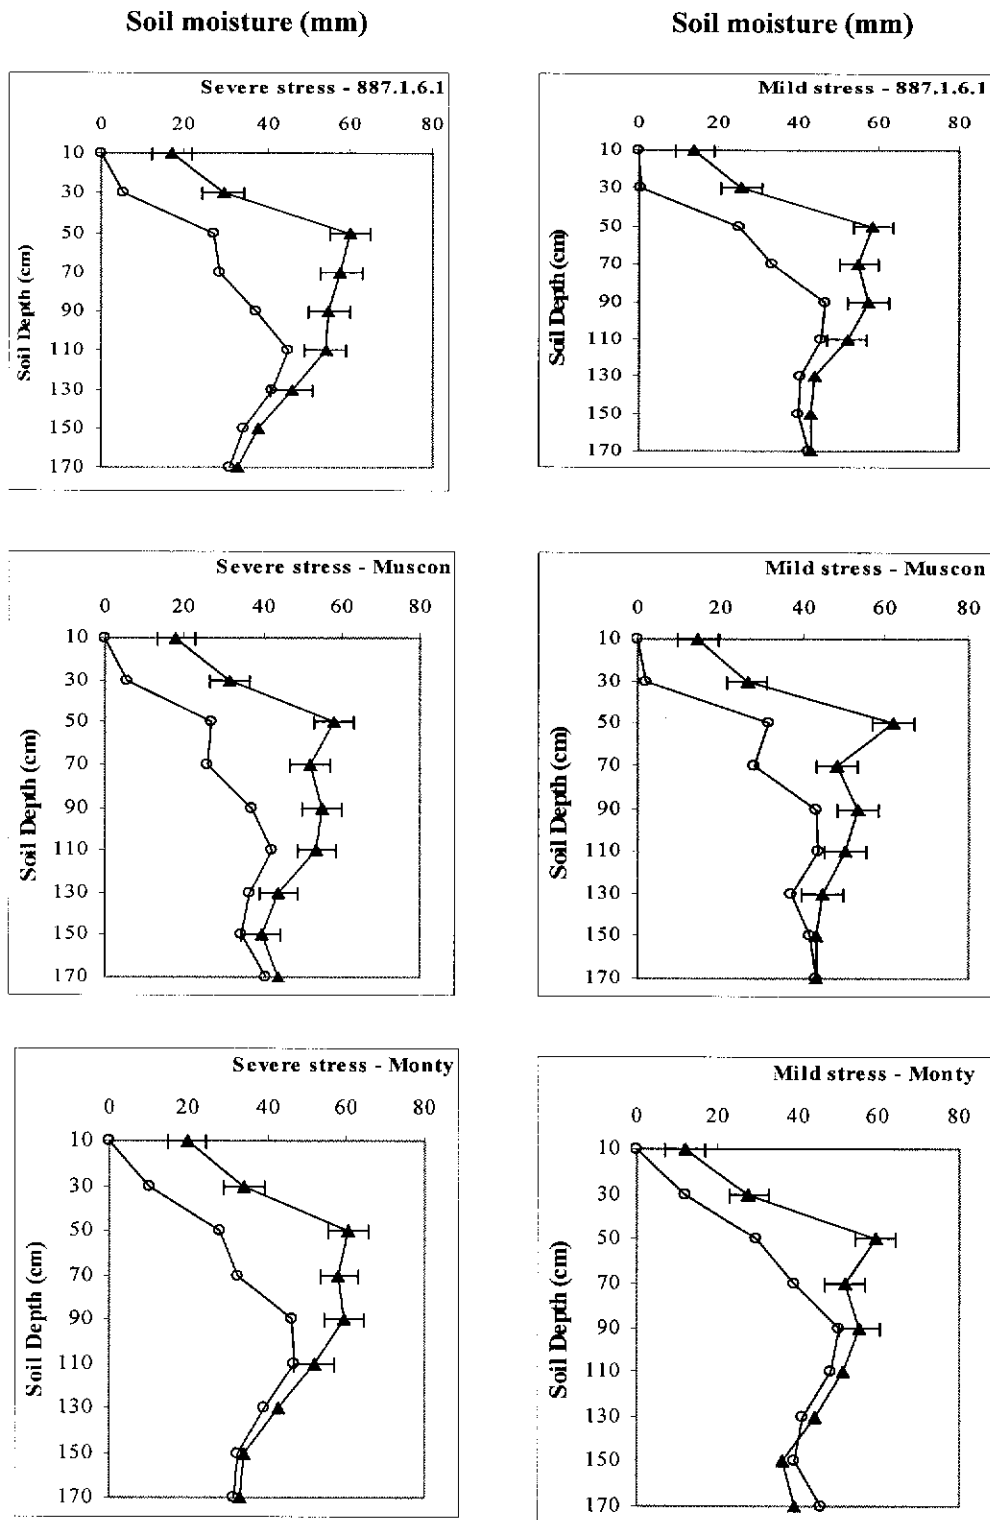 Soil moisture (mm)
Soil moisture (mm)
Severe stress - 887.1.6.1
0 20 40 60 80
10
30
50
70
90
110
130
150
170
Soil Depth (cm)
Mild stress - 887.1.6.1
0 20 40 60 80
10
30
50
70
90
110
130
150
170
Soil Depth (cm)
Severe stress - Muscon
0 20 40 60 80
10
30
50
70
90
110
130
150
170
Soil Depth (cm)
Mild stress - Muscon
0 20 40 60 80
10
30
50
70
90
110
130
150
170
Soil Depth (cm)
Severe stress - Monty
0 20 40 60 80
10
30
50
70
90
110
130
150
170
Soil Depth (cm)
Mild stress - Monty
0 20 40 60 80
10
30
50
70
90
110
130
150
170
Soil Depth (cm)